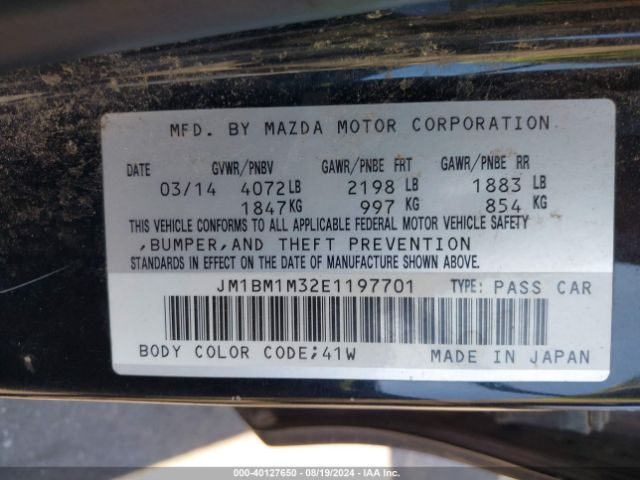 MFD. BY MAZDA MOTOR CORPORATION
DATE GVWR/PNBV GAWR/PNBE FRT GAWR/PNBE RR
03/14 4072LB 2198 LB 1883 LB
1847KG 997 KG 854 KG
THIS VEHICLE CONFORMS TO ALL APPLICABLE FEDERAL MOTOR VEHICLE SAFETY
,BUMPER,AND THEFT PREVENTION
STANDARDS IN EFFECT ON THE DATE OF MANUFACTURE SHOWN ABOVE.
JM1BM1M32E1197701 TYPE: PASS CAR
BODY COLOR CODE;41W MADE IN JAPAN
000-40127650 - 08/19/2024 - IAA Inc.